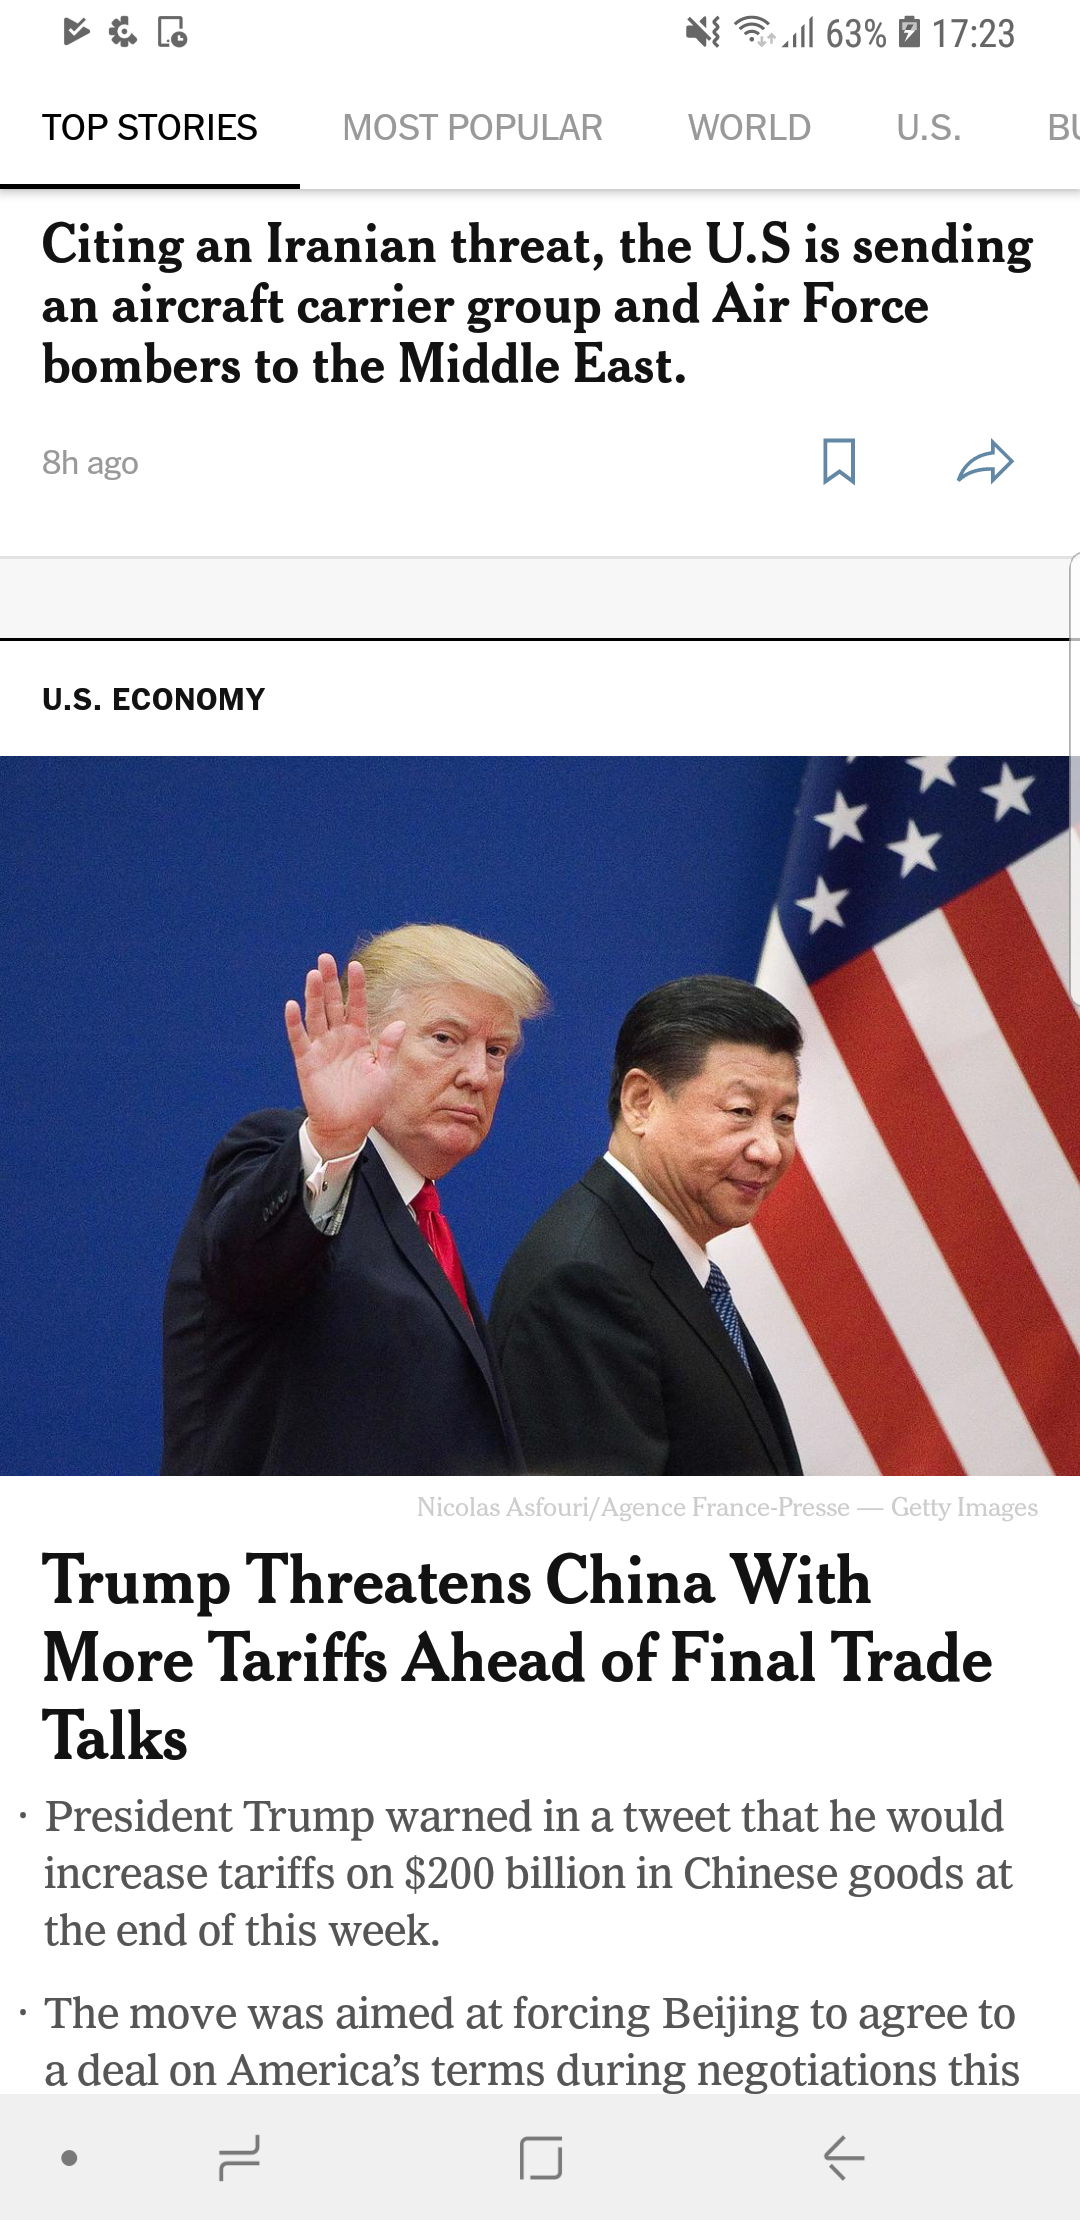 63% 17:23
TOP STORIES MOST POPULAR WORLD U.S. BU
Citing an Iranian threat, the U.S is sending
an aircraft carrier group and Air Force
bombers to the Middle East.
8h ago
U.S. ECONOMY
Nicolas Asfouri/Agence France-Presse — Getty Images
Trump Threatens China With
More Tariffs Ahead of Final Trade
Talks
· President Trump warned in a tweet that he would
increase tariffs on $200 billion in Chinese goods at
the end of this week.
· The move was aimed at forcing Beijing to agree to
a deal on America’s terms during negotiations this